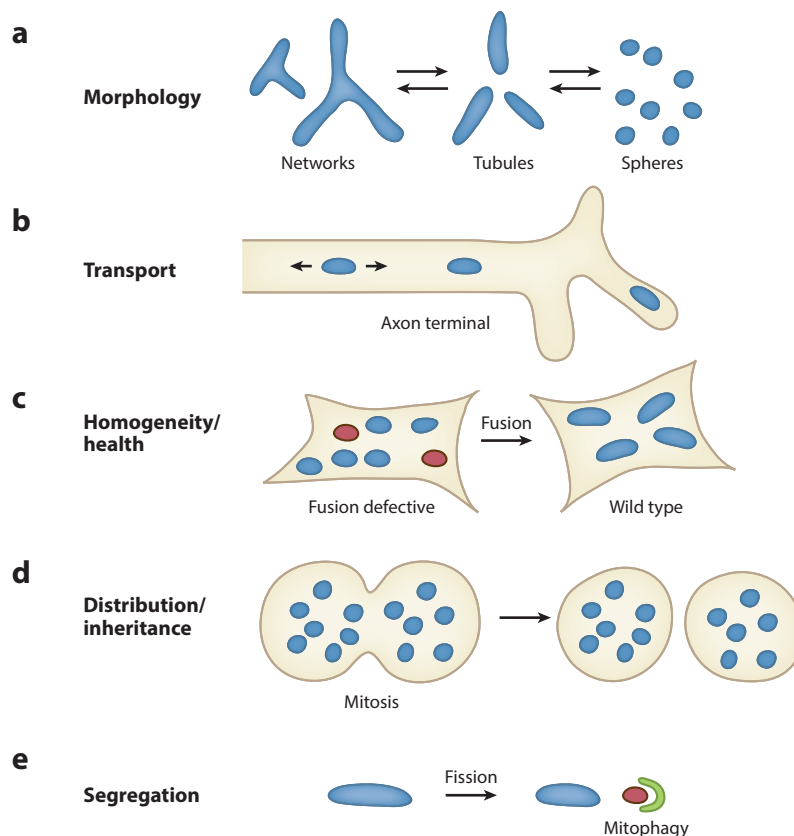 a
Morphology
Networks
Tubules
Spheres
b
Transport
Axon terminal
c
Homogeneity/
health
Fusion
Fusion defective
Wild type
d
Distribution/
inheritance
Mitosis
e
Segregation
Fission
Mitophagy